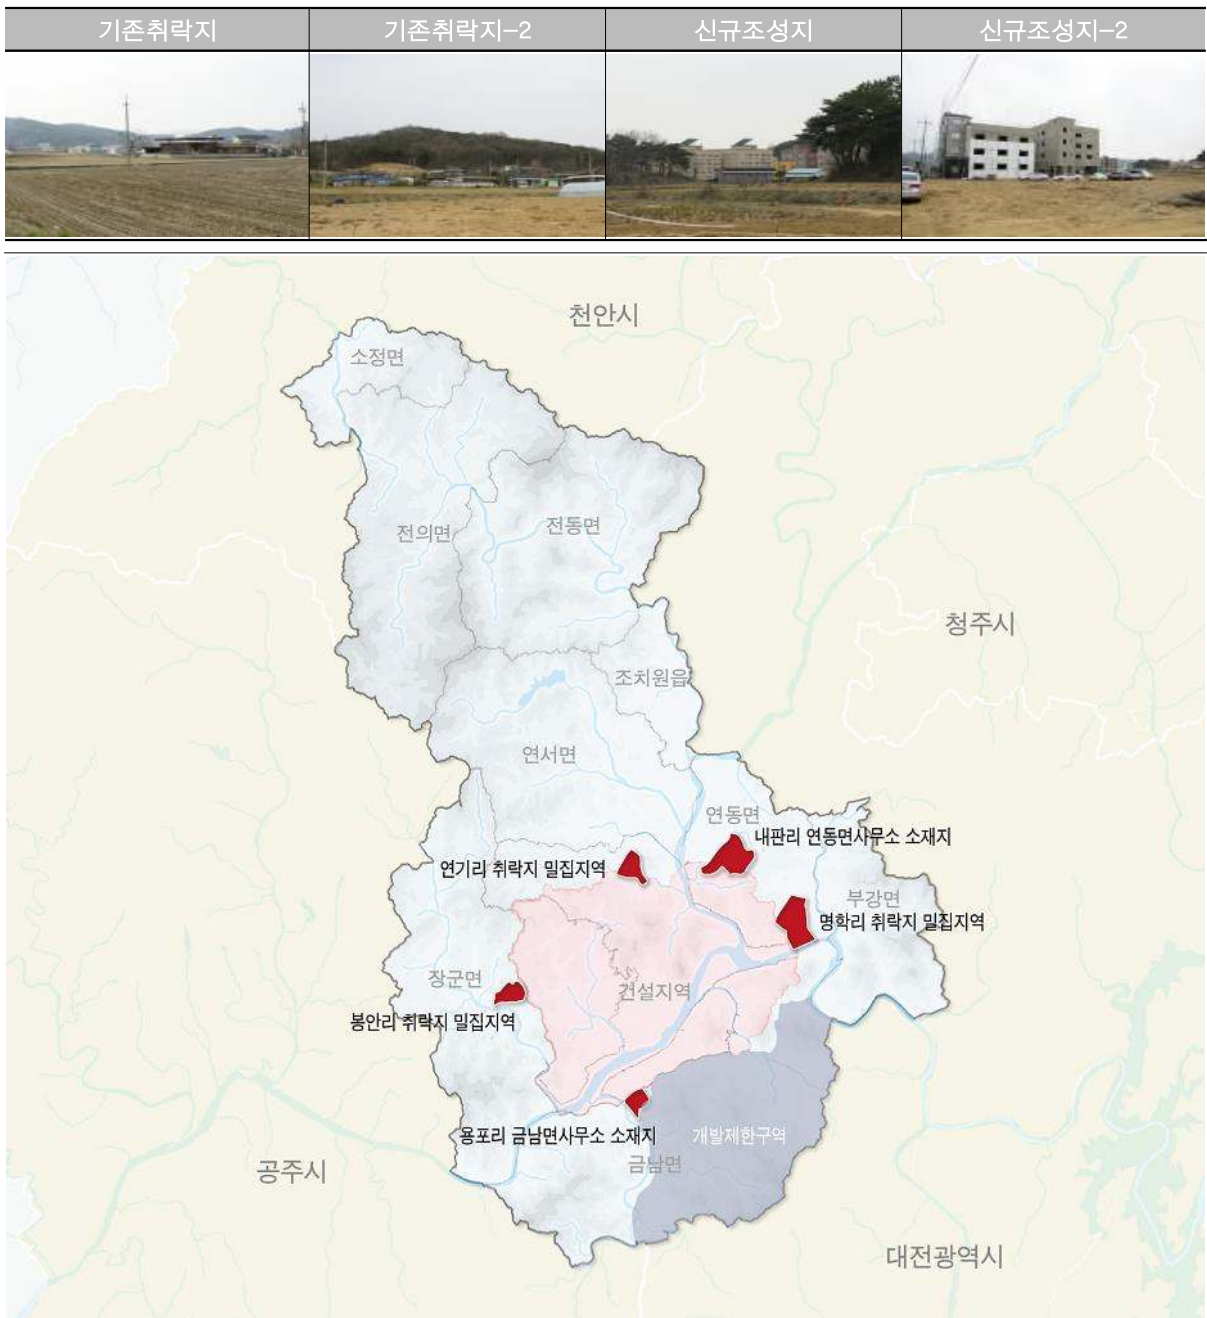 기존취락지 기존취락지-2 신규조성지 신규조성지-2
천안시
소정면
전의면
전동면
청주시
조치원읍
연서면
연동면
내판리 연동면사무소 소재지
연기리 취락지 밀집지역
부강면
명학리 취락지 밀집지역
장군면
건설지역
봉안리 취락지 밀집지역
용포리 금남면사무소 소재지
개발제한구역
금남면
공주시
대전광역시